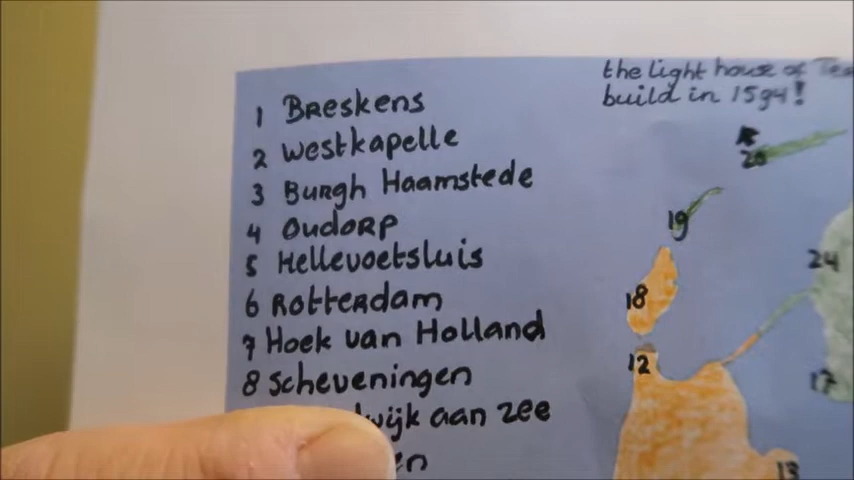 the light house of
build in 1594!
1 Breskens
2 Westkapelle
3 Burgh Haamstede
4 Oudorp
5 Hellevoetsluis
6 Rotterdam
7 Hoek van Holland
8 Scheveningen
wijk aan zee
en
20
19
24
18
12
17
13